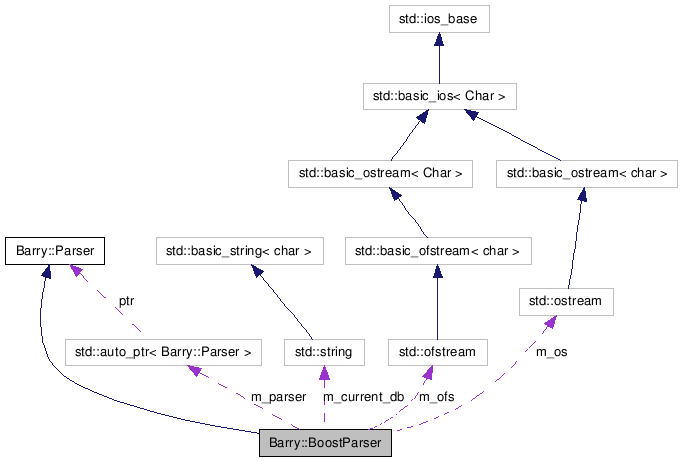 std::ios_base
std::basic_ios< Char >
std::basic_ostream< Char >
std::basic_ostream< char >
Barry::Parser
std::basic_string< char >
std::basic_ofstream< char >
ptr
std::ostream
std::auto_ptr< Barry::Parser >
std::string
std::ofstream
m_os
m_parser
m_current_db
m_ofs
Barry::BoostParser